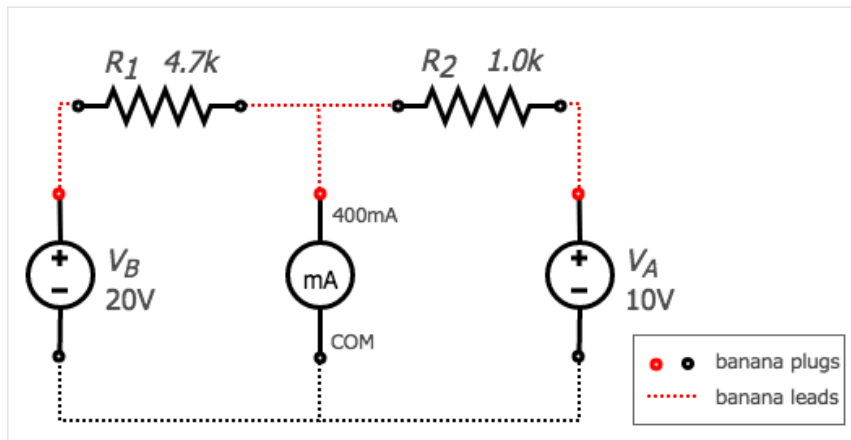 R1 4.7k
R2 1.0k
400mA
VB
20V
+
−
mA
+
−
VA
10V
COM
banana plugs
banana leads